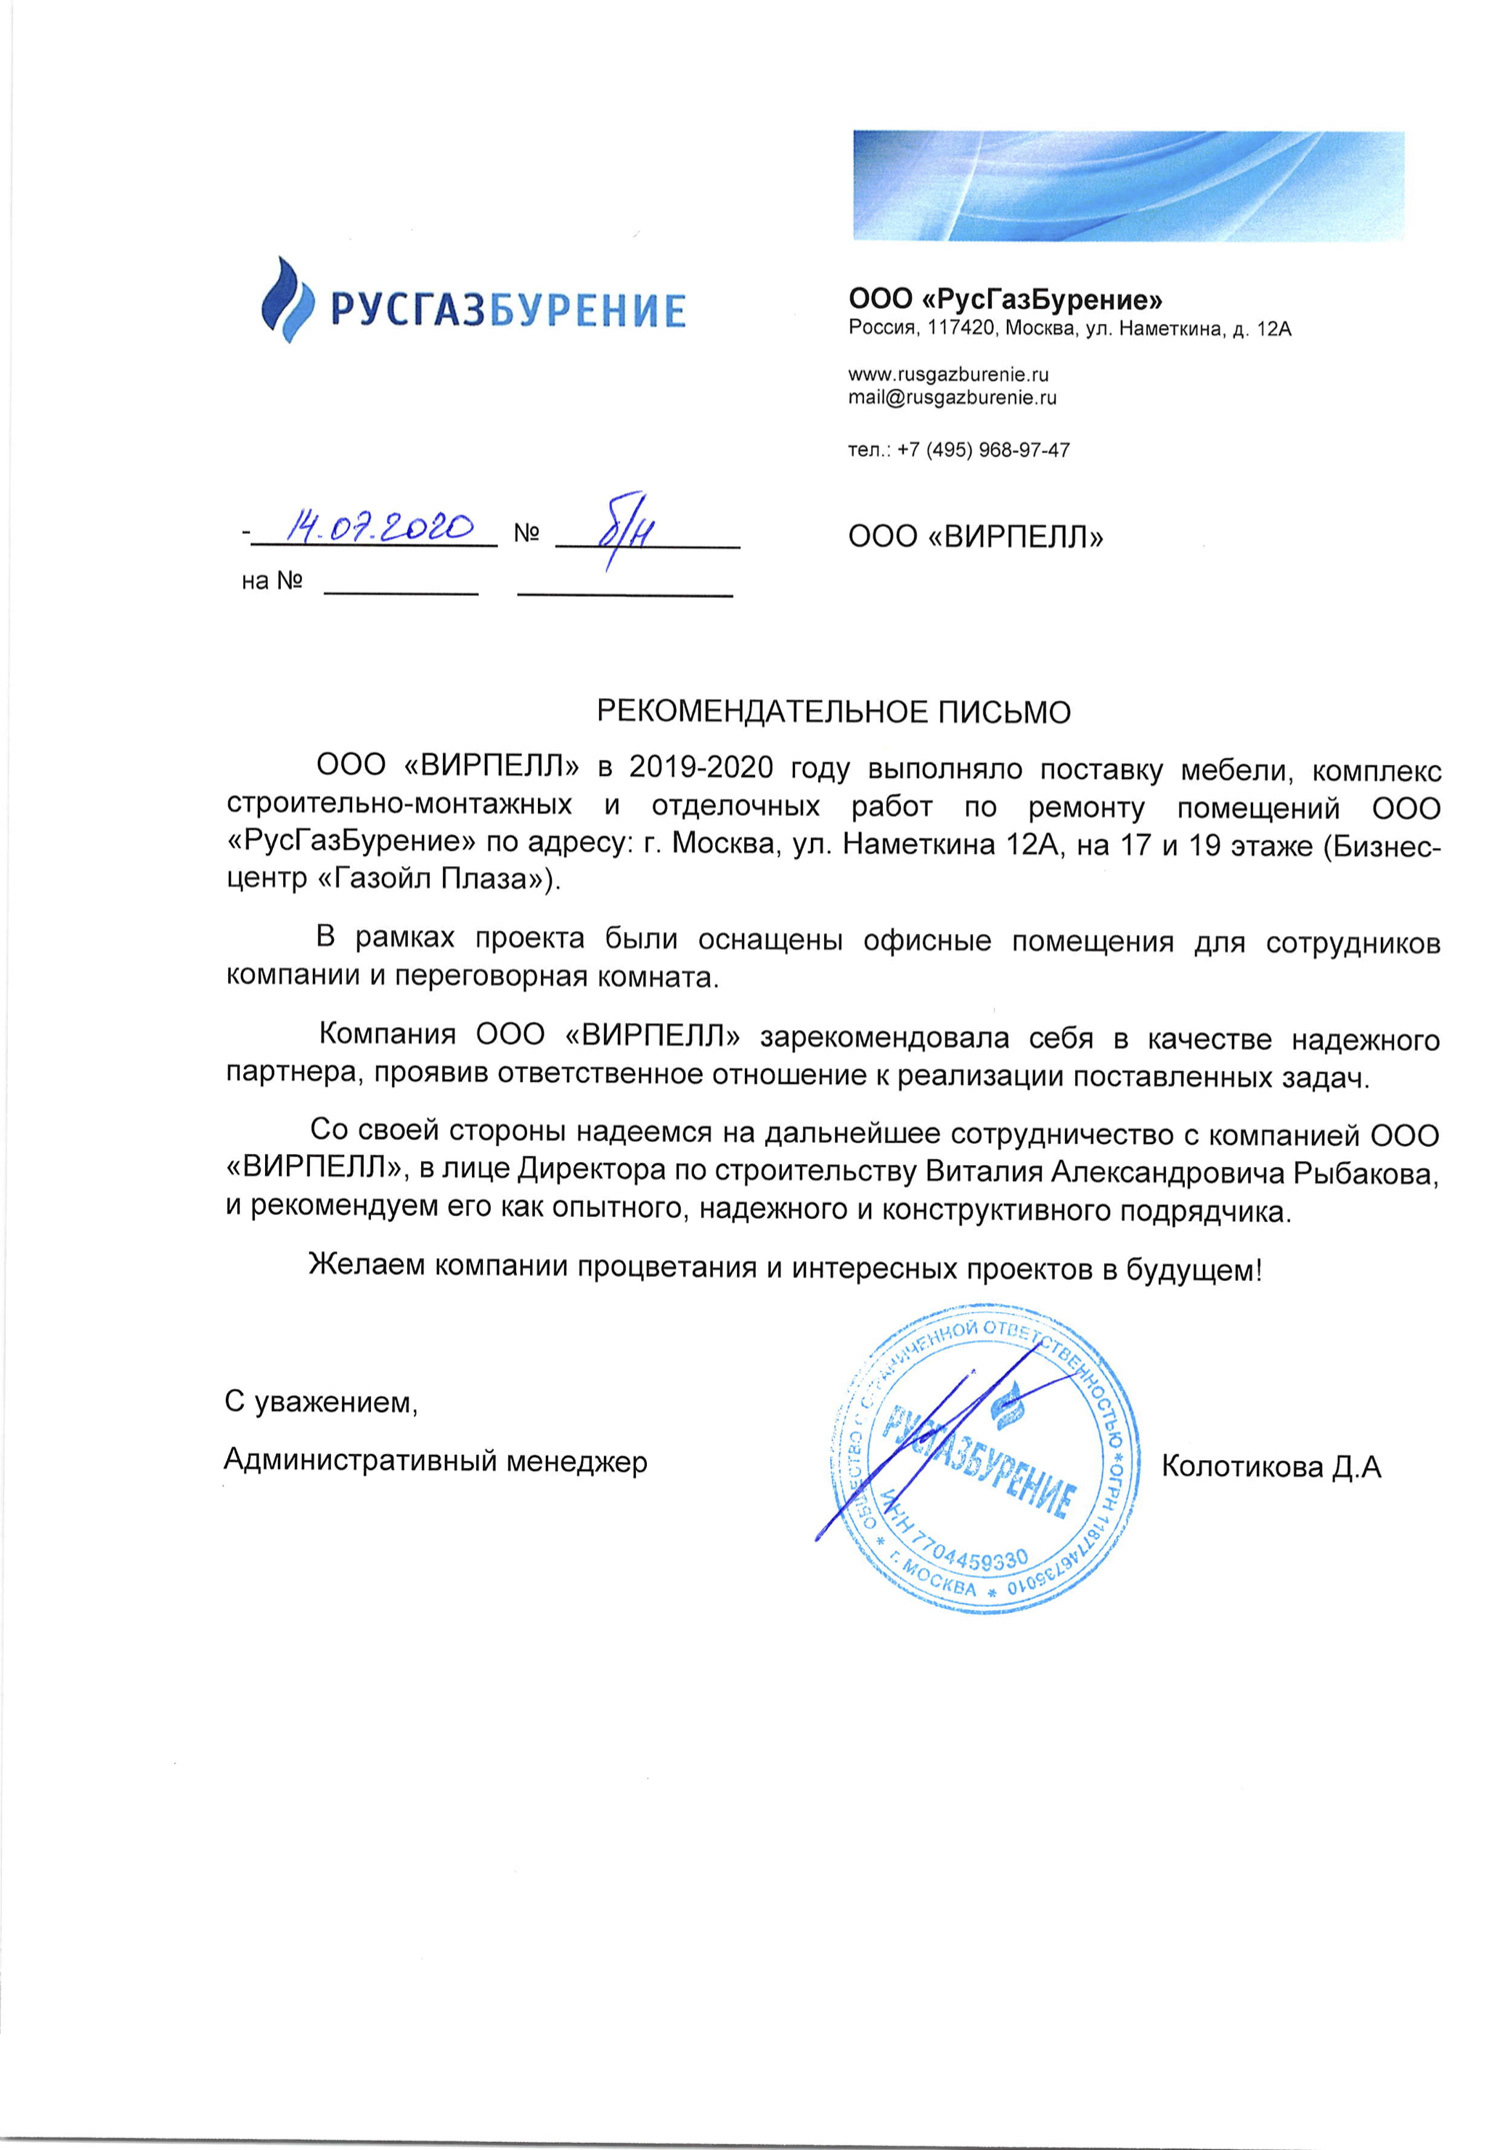 РУСГАЗБУРЕНИЕ
ООО «РусГазБурение»
Россия, 117420, Москва, ул. Наметкина, д. 12А
www.rusgazburenie.ru
mail@rusgazburenie.ru
тел.: +7 (495) 968-97-47
- 14.07.2020 № б/н
на №
ООО «ВИРПЕЛЛ»
РЕКОМЕНДАТЕЛЬНОЕ ПИСЬМО
ООО «ВИРПЕЛЛ» в 2019-2020 году выполняло поставку мебели, комплекс
строительно-монтажных и отделочных работ по ремонту помещений ООО
«РусГазБурение» по адресу: г. Москва, ул. Наметкина 12А, на 17 и 19 этаже (Бизнес-
центр «Газойл Плаза»).
В рамках проекта были оснащены офисные помещения для сотрудников
компании и переговорная комната.
Компания ООО «ВИРПЕЛЛ» зарекомендовала себя в качестве надежного
партнера, проявив ответственное отношение к реализации поставленных задач.
Со своей стороны надеемся на дальнейшее сотрудничество с компанией ООО
«ВИРПЕЛЛ», в лице Директора по строительству Виталия Александровича Рыбакова,
и рекомендуем его как опытного, надежного и конструктивного подрядчика.
Желаем компании процветания и интересных проектов в будущем!
С уважением,
Административный менеджер
Колотикова Д.А
ОБЩЕСТВО С ОГРАНИЧЕННОЙ ОТВЕТСТВЕННОСТЬЮ * ОГРН 1167746735010
* г. МОСКВА *
РУСГАЗБУРЕНИЕ
ИНН 7704459330